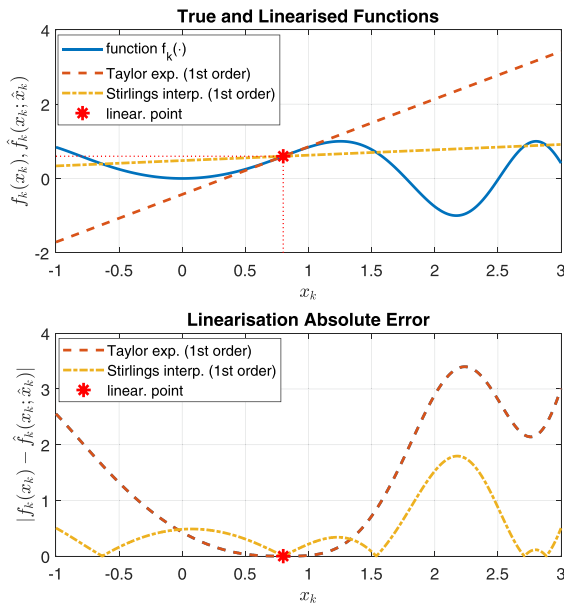 True and Linearised Functions
f_k(x_k), f̂_k(x_k; x̂_k)
4
2
0
-2
function f_k(·)
Taylor exp. (1st order)
Stirlings interp. (1st order)
linear. point
-1 -0.5 0 0.5 1 1.5 2 2.5 3
x_k
Linearisation Absolute Error
|f_k(x_k) − f̂_k(x_k; x̂_k)|
4
3
2
1
0
Taylor exp. (1st order)
Stirlings interp. (1st order)
linear. point
-1 -0.5 0 0.5 1 1.5 2 2.5 3
x_k